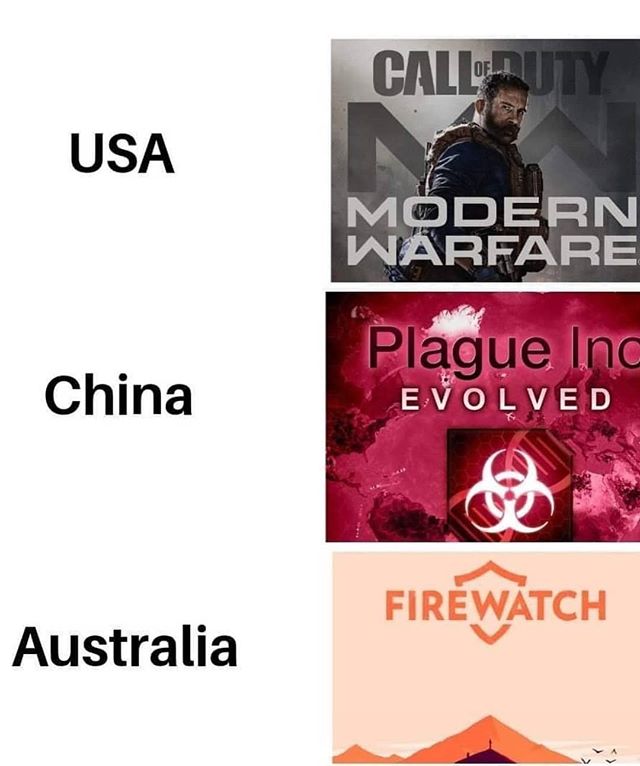 USA
CALL OF DUTY
MODERN
WARFARE
China
Plague Inc
EVOLVED
Australia
FIREWATCH